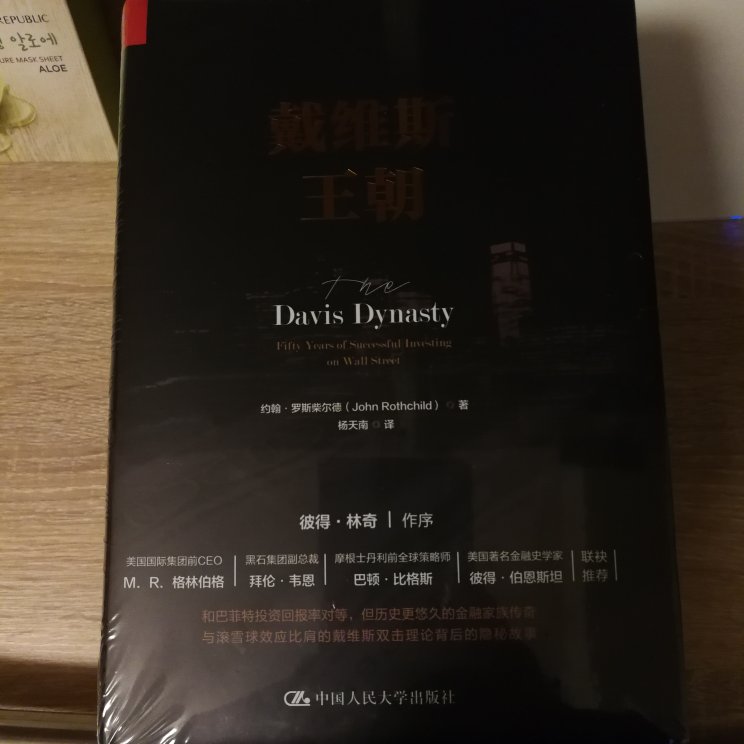 REPUBLIC
알로에
URE MASK SHEET
ALOE
戴维斯
王朝
The
Davis Dynasty
Fifty Years of Successful Investing
on Wall Street
约翰·罗斯柴尔德（John Rothchild）○著
杨天南○译
彼得·林奇 | 作序
美国国际集团前CEO 黑石集团副总裁 摩根士丹利前全球策略师 美国著名金融史学家 联袂
M. R. 格林伯格 拜伦·韦恩 巴顿·比格斯 彼得·伯恩斯坦 推荐
和巴菲特投资回报率对等，但历史更悠久的金融家族传奇
与滚雪球效应比肩的戴维斯双击理论背后的隐秘故事
中国人民大学出版社